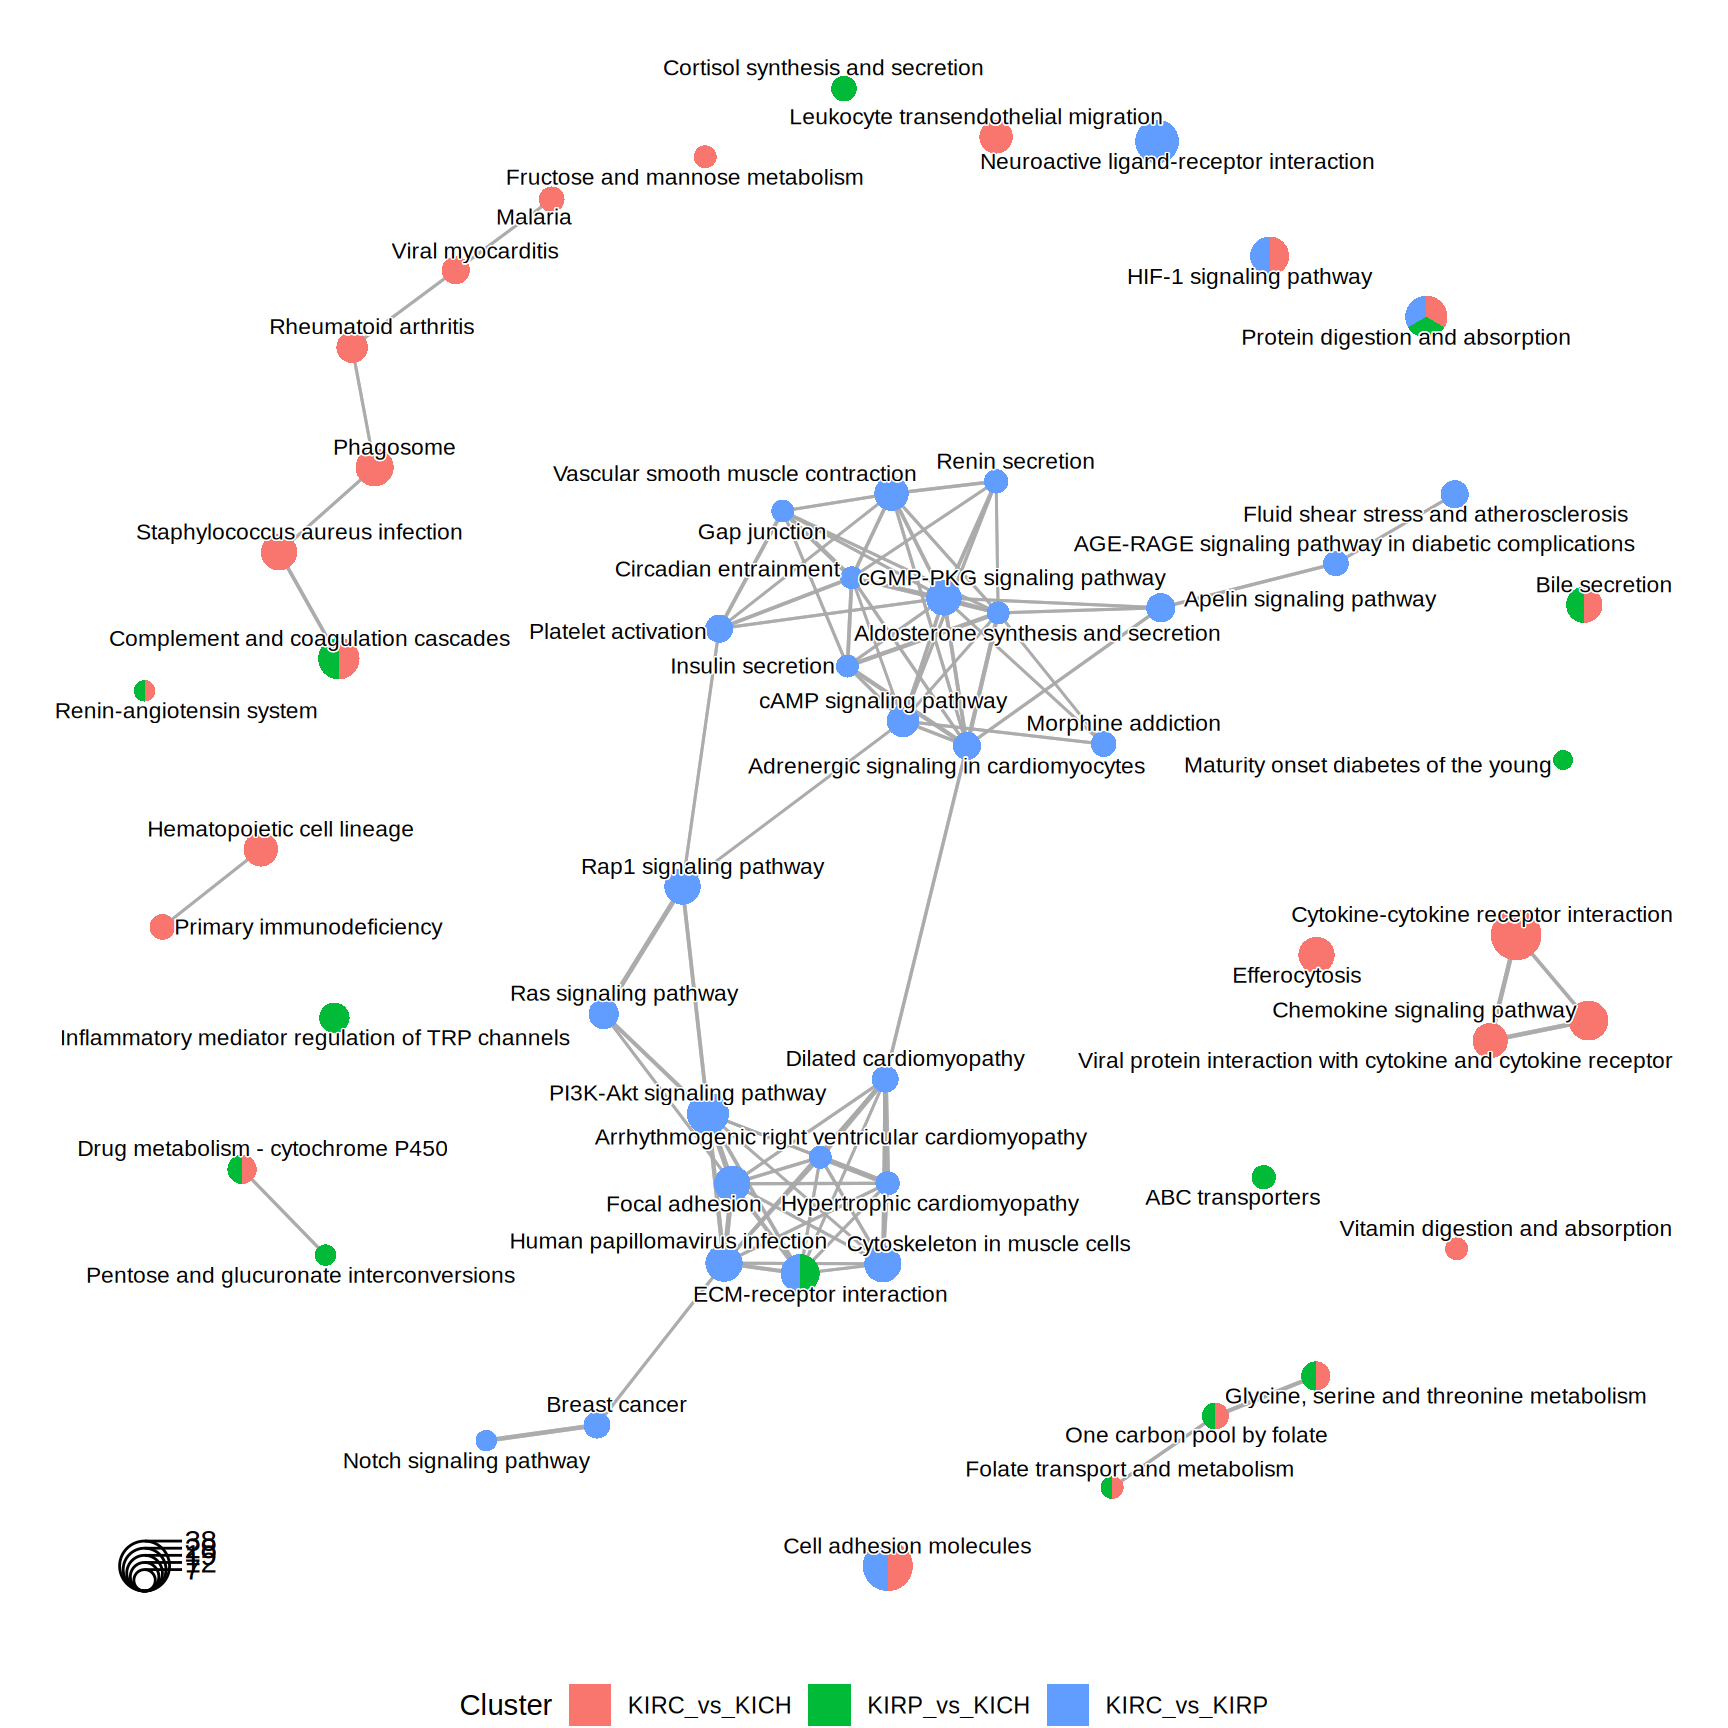 Cortisol synthesis and secretion
Leukocyte transendothelial migration
Neuroactive ligand-receptor interaction
Fructose and mannose metabolism
Malaria
Viral myocarditis
HIF-1 signaling pathway
Rheumatoid arthritis
Protein digestion and absorption
Phagosome
Renin secretion
Vascular smooth muscle contraction
Fluid shear stress and atherosclerosis
Staphylococcus aureus infection
Gap junction
AGE-RAGE signaling pathway in diabetic complications
Circadian entrainment
cGMP-PKG signaling pathway
Bile secretion
Apelin signaling pathway
Platelet activation
Aldosterone synthesis and secretion
Complement and coagulation cascades
Insulin secretion
cAMP signaling pathway
Renin-angiotensin system
Morphine addiction
Adrenergic signaling in cardiomyocytes
Maturity onset diabetes of the young
Hematopoietic cell lineage
Rap1 signaling pathway
Cytokine-cytokine receptor interaction
Primary immunodeficiency
Efferocytosis
Ras signaling pathway
Chemokine signaling pathway
Inflammatory mediator regulation of TRP channels
Dilated cardiomyopathy
Viral protein interaction with cytokine and cytokine receptor
PI3K-Akt signaling pathway
Arrhythmogenic right ventricular cardiomyopathy
Drug metabolism - cytochrome P450
Focal adhesion
Hypertrophic cardiomyopathy
ABC transporters
Vitamin digestion and absorption
Human papillomavirus infection
Cytoskeleton in muscle cells
Pentose and glucuronate interconversions
ECM-receptor interaction
Glycine, serine and threonine metabolism
Breast cancer
One carbon pool by folate
Notch signaling pathway
Folate transport and metabolism
Cell adhesion molecules
38
12
7
Cluster
KIRC_vs_KICH
KIRP_vs_KICH
KIRC_vs_KIRP